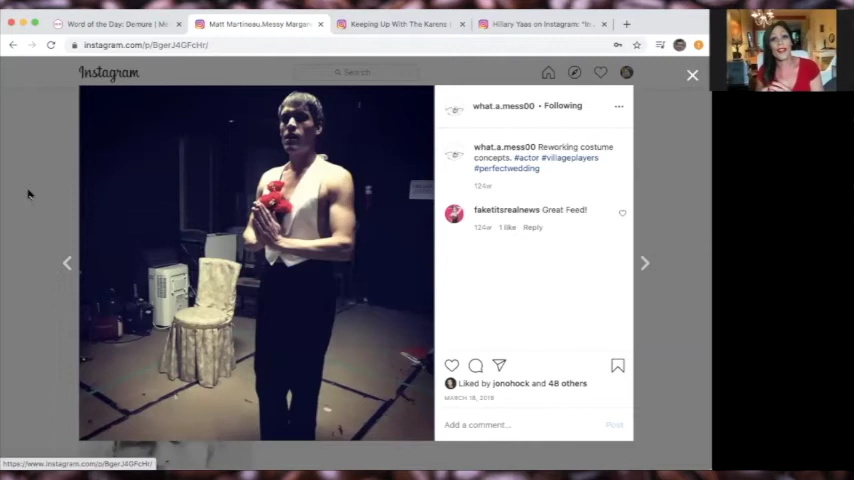 Word of the Day: Demure | M
Matt Martineau.Messy Margar
Keeping Up With The Karens
Hillary Yaas on Instagram: "In
instagram.com/p/BgerJ4GFcHr/
Instagram
Search
what.a.mess00 • Following
what.a.mess00 Reworking costume
concepts. #actor #villageplayers
#perfectwedding
124w
faketitsrealnews Great Feed!
124w 1 like Reply
Liked by jonohock and 48 others
MARCH 18, 2018
Add a comment...
Post
https://www.instagram.com/p/BgerJ4GFcHr/